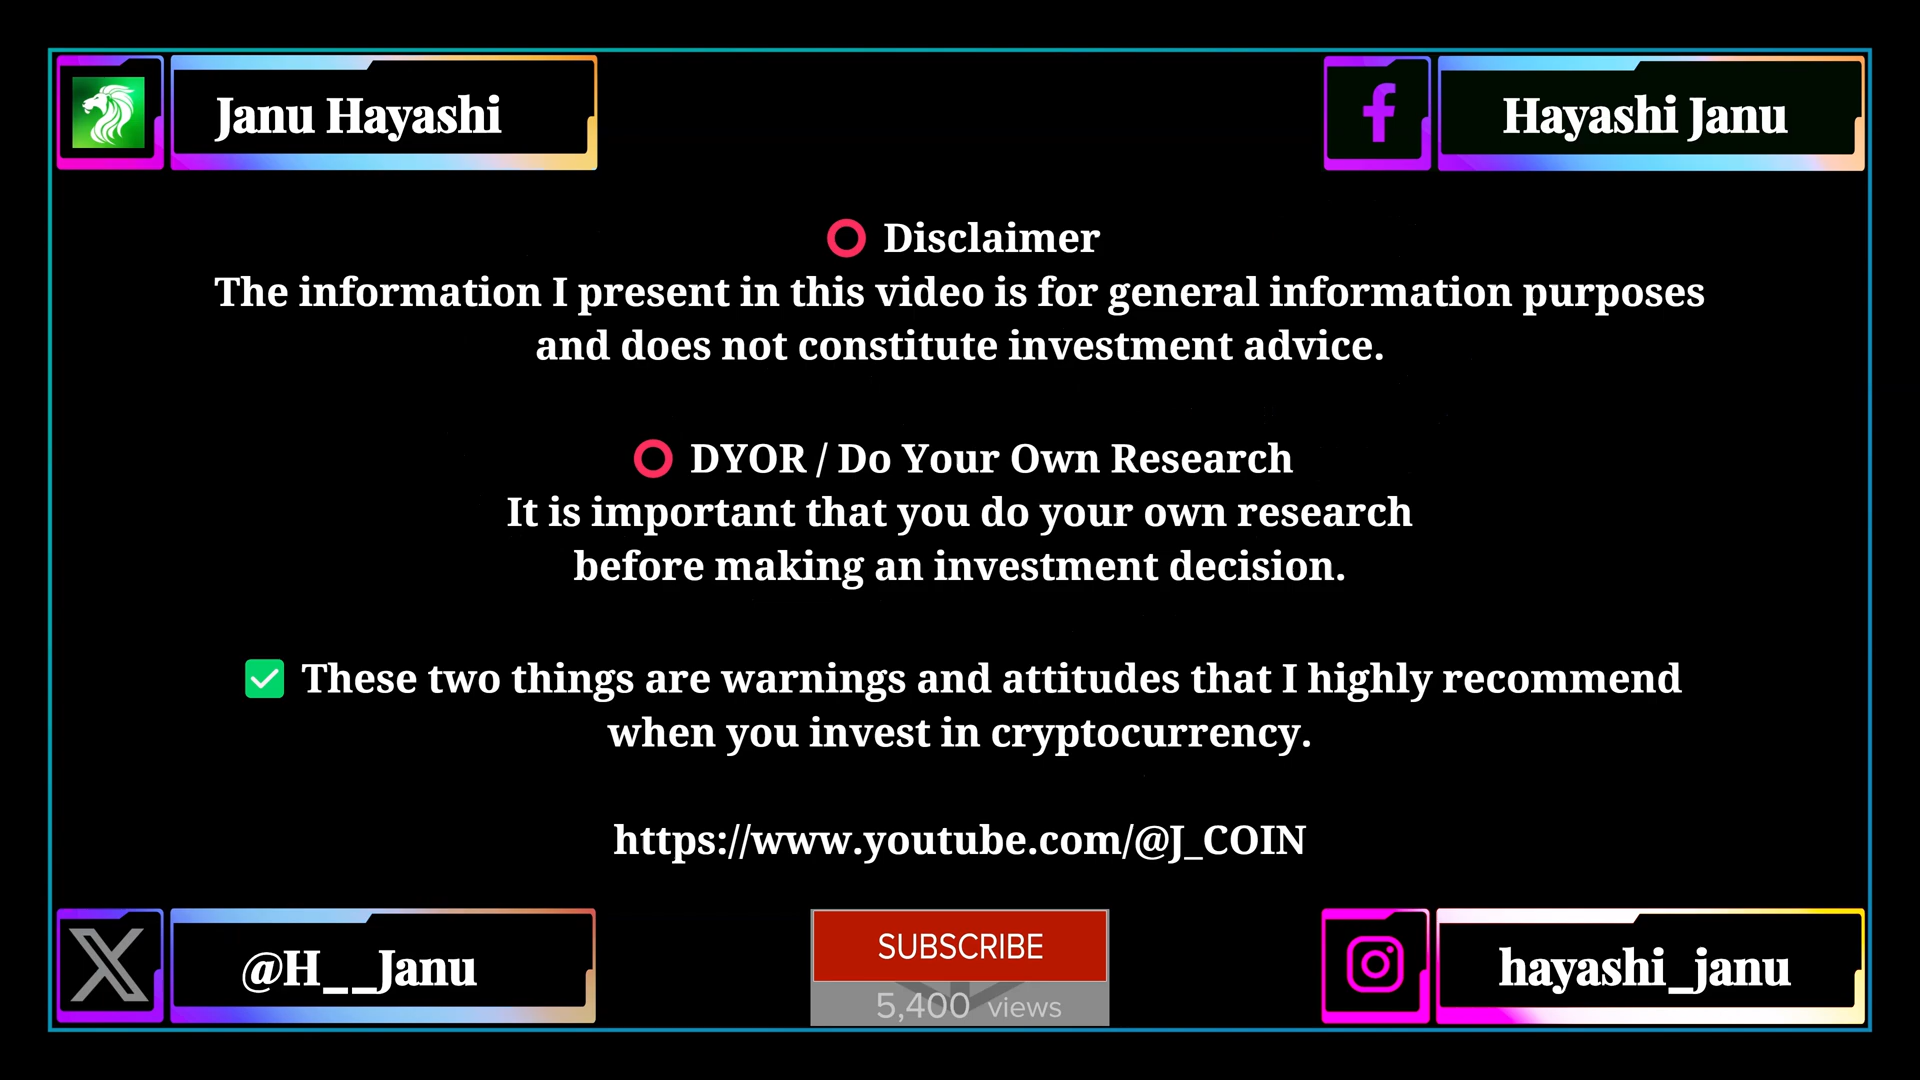 Janu Hayashi
Hayashi Janu
⭕ Disclaimer
The information I present in this video is for general information purposes
and does not constitute investment advice.
⭕ DYOR / Do Your Own Research
It is important that you do your own research
before making an investment decision.
✅ These two things are warnings and attitudes that I highly recommend
when you invest in cryptocurrency.
https://www.youtube.com/@J_COIN
@H__Janu
SUBSCRIBE
5,400 views
hayashi_janu